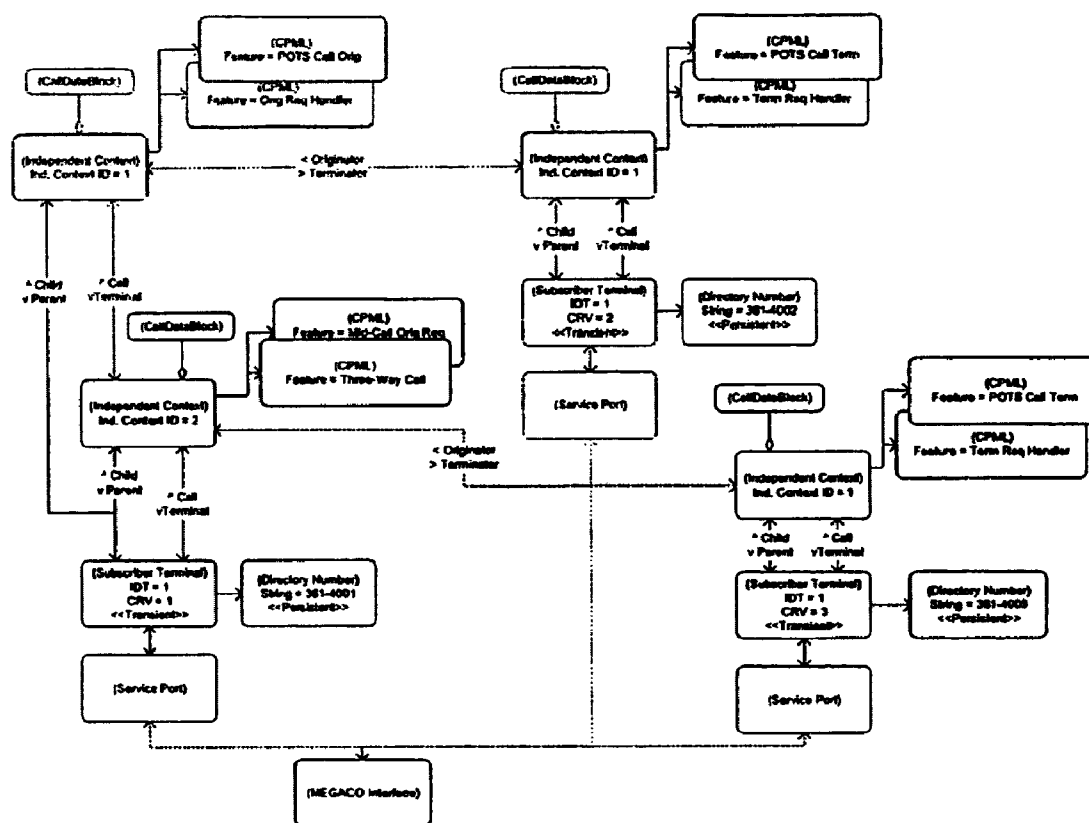 {CPML}
Feature = POTS Call Orig
{CPML}
Feature = Orig Req Handler
{CallDataBlock}
{Independent Context}
Ind. Context ID = 1
< Originator
> Terminator
{CPML}
Feature = POTS Call Term
{CPML}
Feature = Term Req Handler
{CallDataBlock}
{Independent Context}
Ind. Context ID = 1
^ Child
v Parent
^ Call
vTerminal
^ Child
v Parent
^ Call
vTerminal
{Subscriber Terminal}
IDT = 1
CRV = 2
<<Transient>>
{Directory Number}
String = 361-4002
<<Persistent>>
{Service Port}
{CallDataBlock}
{CPML}
Feature = Mid-Call Orig Req
{CPML}
Feature = Three-Way Call
{Independent Context}
Ind. Context ID = 2
< Originator
> Terminator
^ Child
v Parent
^ Call
vTerminal
{CPML}
Feature = POTS Call Term
{CPML}
Feature = Term Req Handler
{CallDataBlock}
{Independent Context}
Ind. Context ID = 1
^ Child
v Parent
^ Call
vTerminal
{Subscriber Terminal}
IDT = 1
CRV = 1
<<Transient>>
{Directory Number}
String = 361-4001
<<Persistent>>
{Service Port}
{Subscriber Terminal}
IDT = 1
CRV = 3
<<Transient>>
{Directory Number}
String =
<<Persistent>>
{Service Port}
{MEGACO Interface}